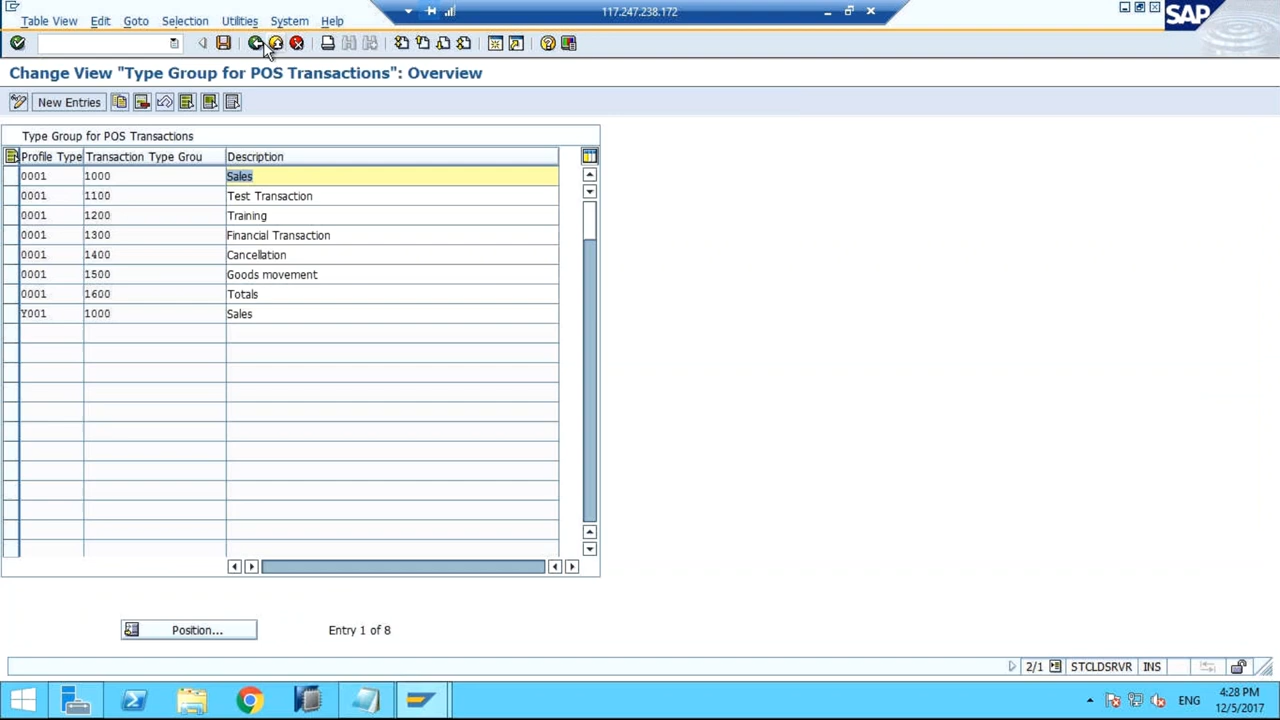 117.247.238.172
Table View Edit Goto Selection Utilities System Help
SAP
Change View "Type Group for POS Transactions": Overview
New Entries
Type Group for POS Transactions
Profile Type Transaction Type Grou Description
0001 1000 Sales
0001 1100 Test Transaction
0001 1200 Training
0001 1300 Financial Transaction
0001 1400 Cancellation
0001 1500 Goods movement
0001 1600 Totals
Y001 1000 Sales
Position... Entry 1 of 8
2/1 STCLDSRVR INS
ENG 4:28 PM
12/5/2017